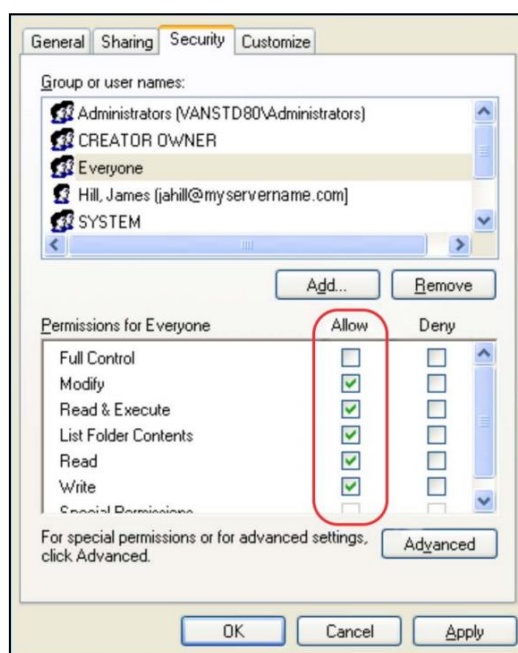 General Sharing Security Customize
Group or user names:
Administrators (VANSTD80\Administrators)
CREATOR OWNER
Everyone
Hill, James (jahill@myservername.com)
SYSTEM
Add... Remove
Permissions for Everyone Allow Deny
Full Control
Modify
Read & Execute
List Folder Contents
Read
Write
Special Permissions
For special permissions or for advanced settings, Advanced
click Advanced.
OK Cancel Apply